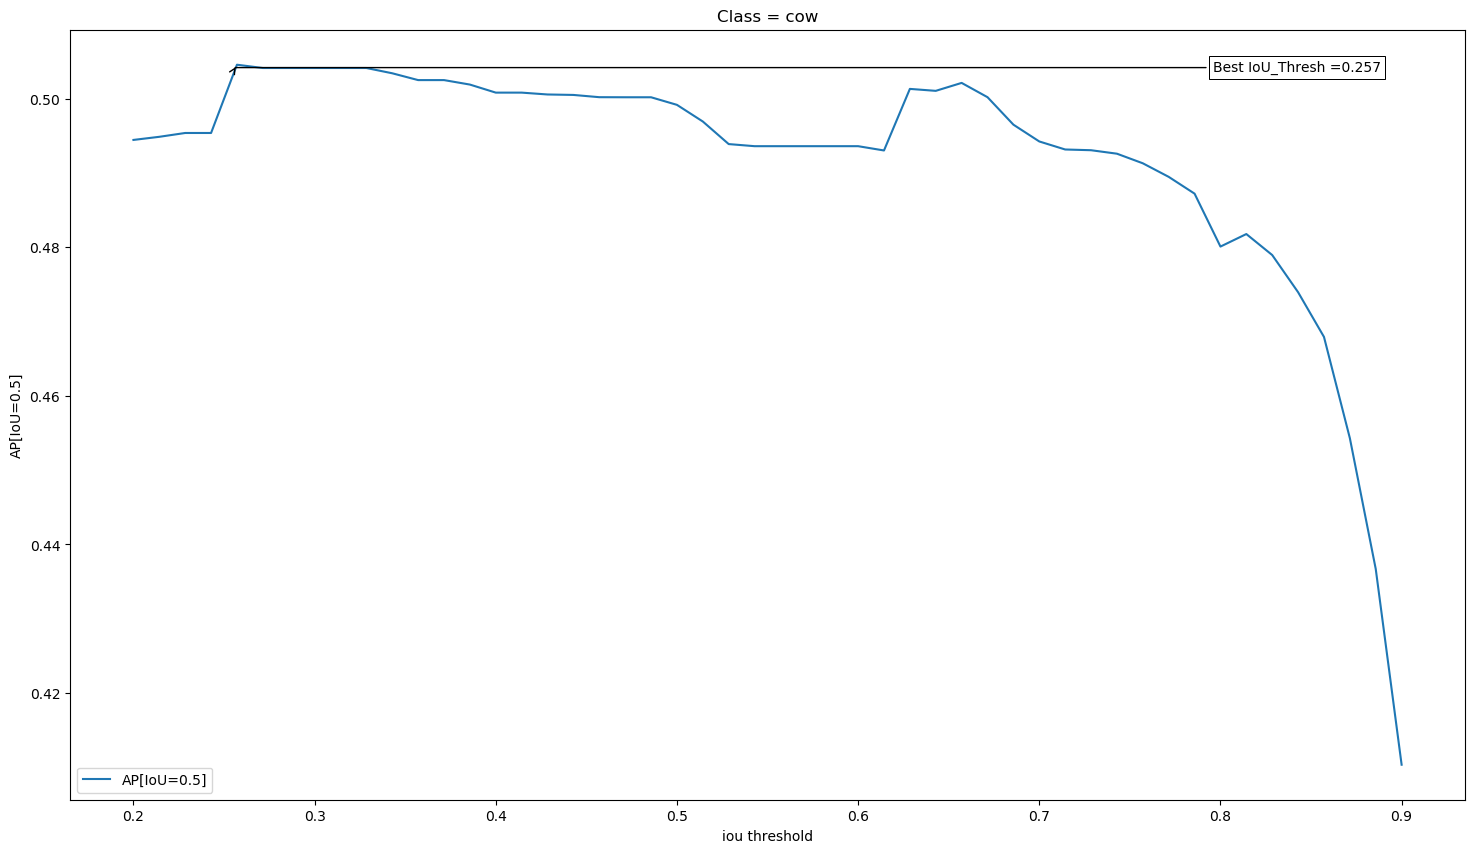 Class = cow
Best IoU_Thresh =0.257
0.50
0.48
0.46
0.44
0.42
AP[IoU=0.5]
AP[IoU=0.5]
0.2 0.3 0.4 0.5 0.6 0.7 0.8 0.9
iou threshold